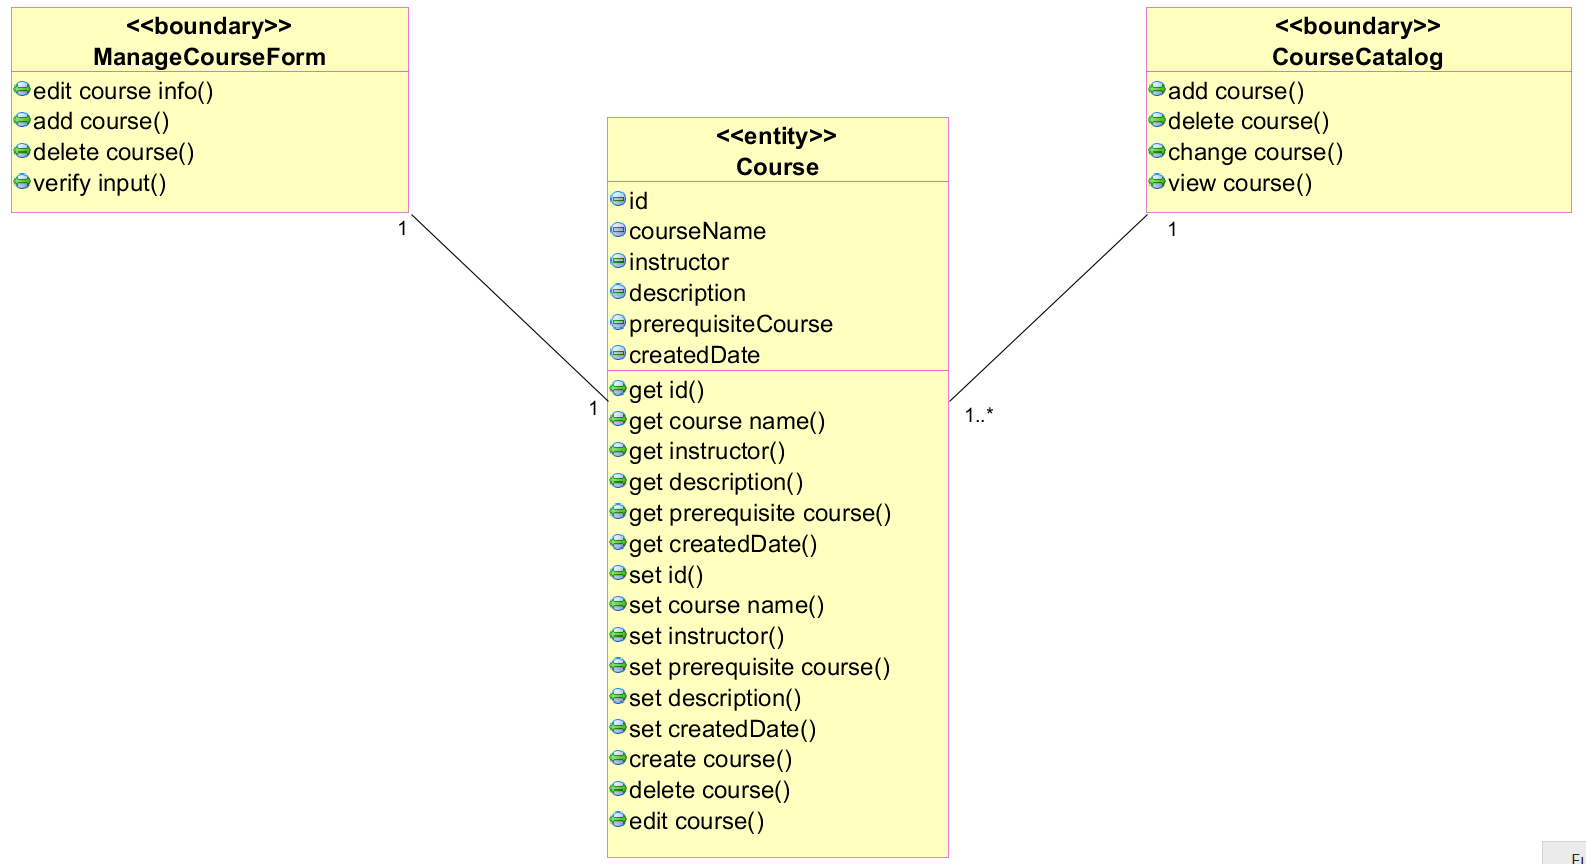 <<boundary>>
ManageCourseForm
edit course info()
add course()
delete course()
verify input()
1
<<entity>>
Course
id
courseName
instructor
description
prerequisiteCourse
createdDate
get id()
get course name()
get instructor()
get description()
get prerequisite course()
get createdDate()
set id()
set course name()
set instructor()
set prerequisite course()
set description()
set createdDate()
create course()
delete course()
edit course()
1
1..*
<<boundary>>
CourseCatalog
add course()
delete course()
change course()
view course()
1